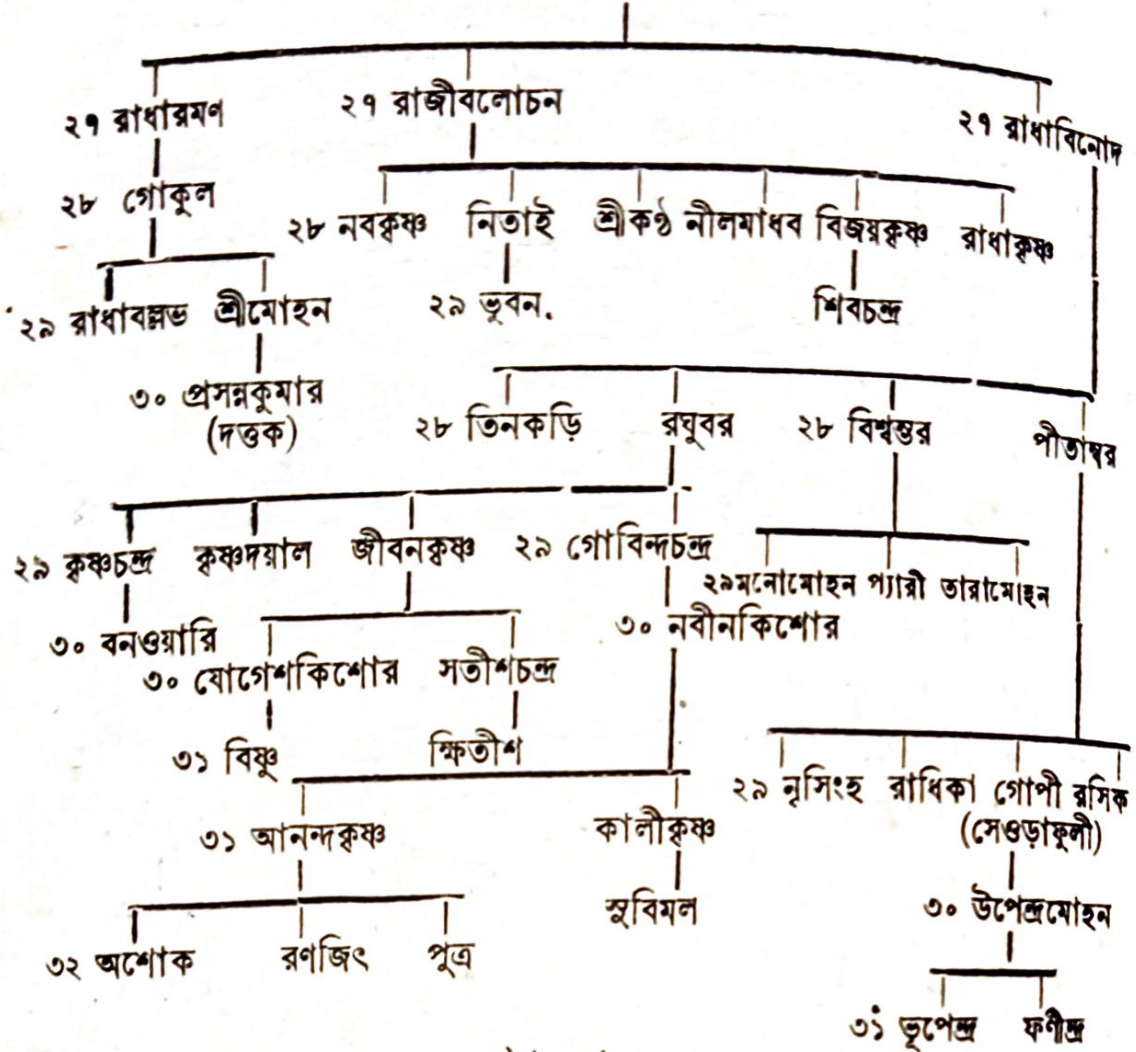 ২৭ রাধারমণ ২৭ রাজীবলোচন ২৭ রাধাবিনোদ
২৮ গোকুল
২৮ নবকৃষ্ণ নিতাই শ্রীকণ্ঠ নীলমাধব বিজয়কৃষ্ণ রাধাকৃষ্ণ
২৯ রাধাবল্লভ শ্রীমোহন ২৯ ভূবন. শিবচন্দ্র
৩০ প্রসন্নকুমার
(দত্তক)
২৮ তিনকড়ি রঘুবর ২৮ বিশ্বম্ভর পীতাম্বর
২৯ কৃষ্ণচন্দ্র কৃষ্ণদয়াল জীবনকৃষ্ণ ২৯ গোবিন্দচন্দ্র
২৯মনোমোহন প্যারী তারামোহন
৩০ বনওয়ারি ৩০ নবীনকিশোর
৩০ যোগেশকিশোর সতীশচন্দ্র
৩১ বিষ্ণু ক্ষিতীশ
২৯ নৃসিংহ রাধিকা গোপী রসিক
(সেওড়াফুলী)
৩১ আনন্দকৃষ্ণ কালীকৃষ্ণ
সুবিমল ৩০ উপেন্দ্রমোহন
৩২ অশোক রণজিৎ পুত্র
৩১ ভূপেন্দ্র ফণীন্দ্র